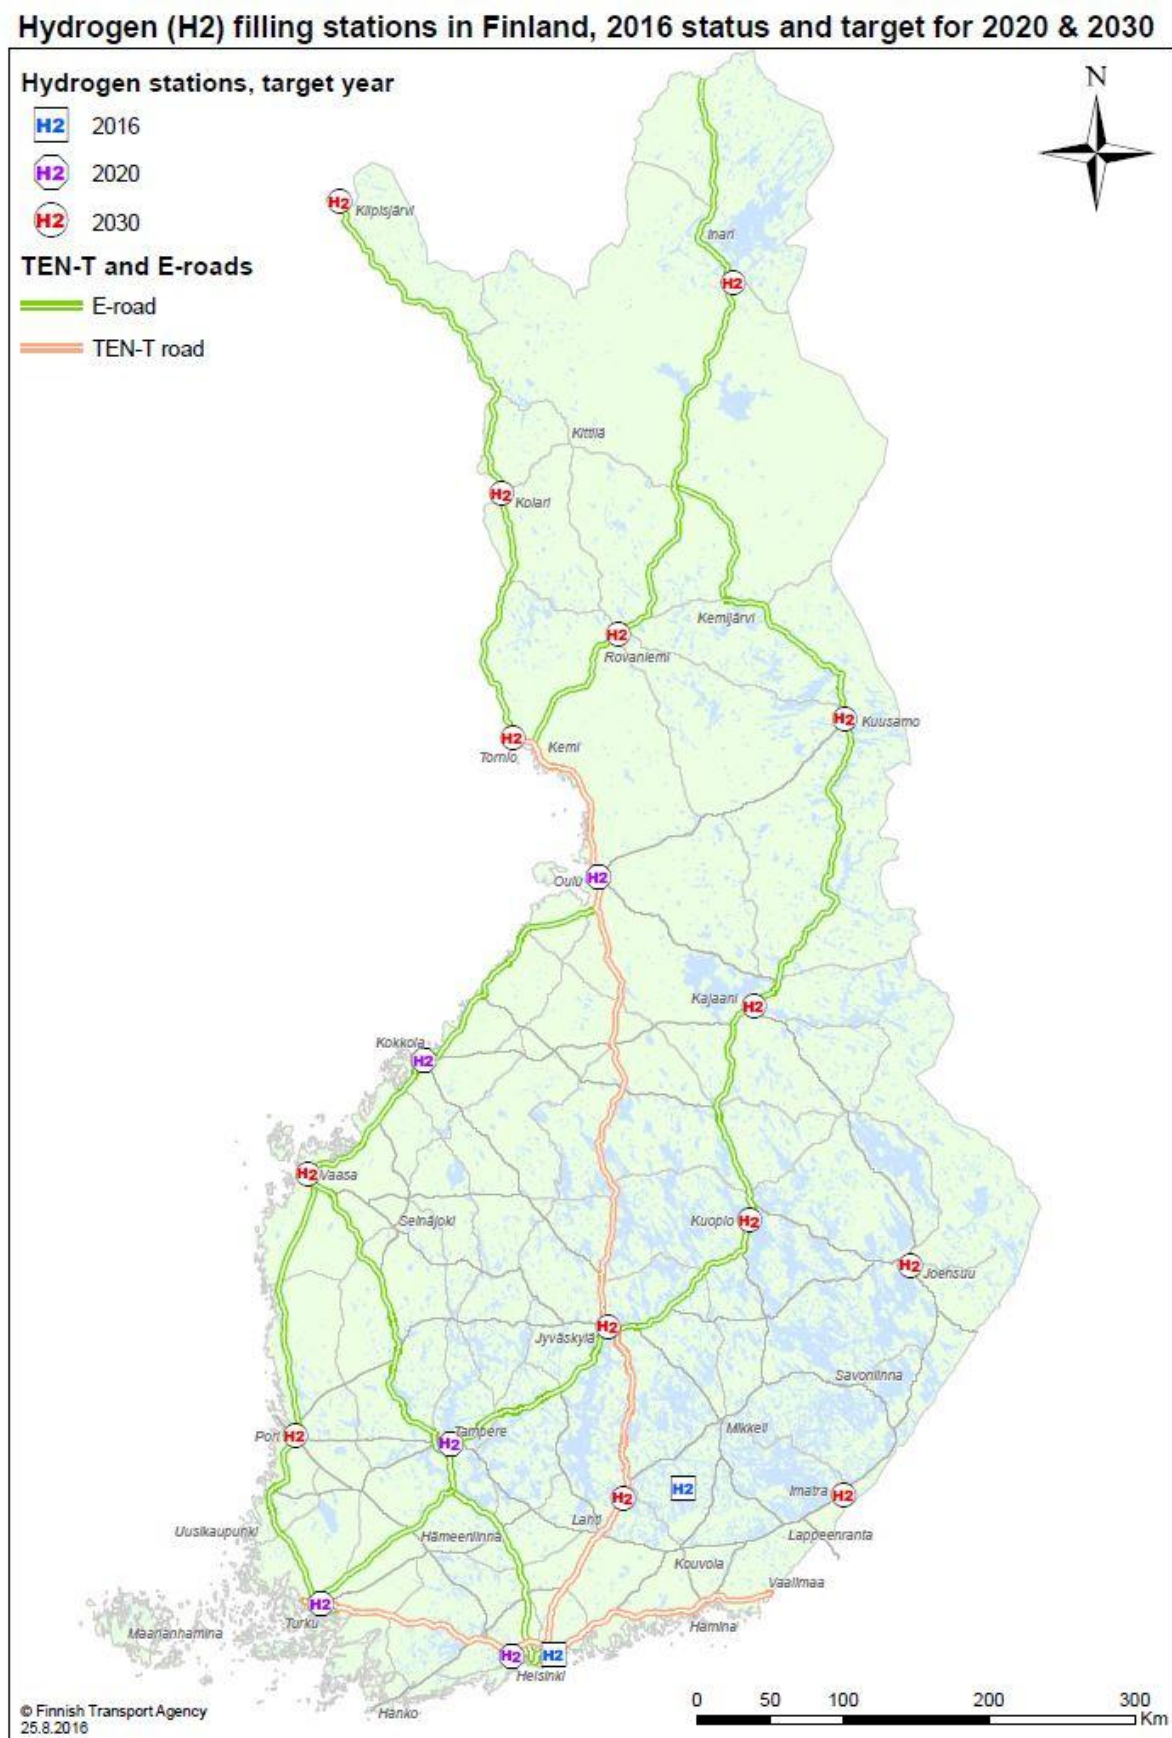 Hydrogen (H2) filling stations in Finland, 2016 status and target for 2020 & 2030
Hydrogen stations, target year
H2 2016
H2 2020
H2 2030
TEN-T and E-roads
E-road
TEN-T road
N
H2 Kilpisjärvi
Inari
H2
Kittilä
H2 Kolari
Kemijärvi
H2
Rovaniemi
H2 Kuusamo
H2 Kemi
Tornio
Oulu H2
Kajaani H2
Kokkola
H2
H2 Vaasa
Seinäjoki
Kuopio H2
H2 Joensuu
H2
Jyväskylä
Savonlinna
Mikkeli
Tampere
Pori H2
H2
H2
Imatra H2
H2
Lahti
Uusikaupunki
Hämeenlinna
Lappeenranta
Kouvola
Vaalimaa
H2
Turku
Maarianhamina
Hamina
H2 H2
Helsinki
Hanko
© Finnish Transport Agency
25.8.2016
0 50 100 200 300
Km